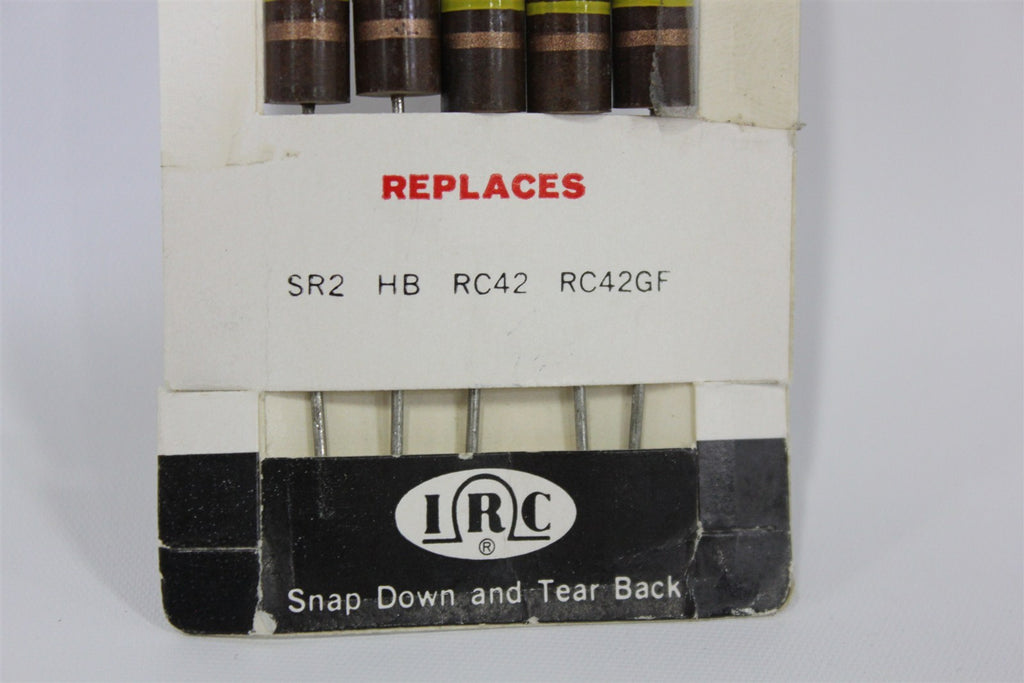 REPLACES
SR2 HB RC42 RC42GF
IRC
®
Snap Down and Tear Back